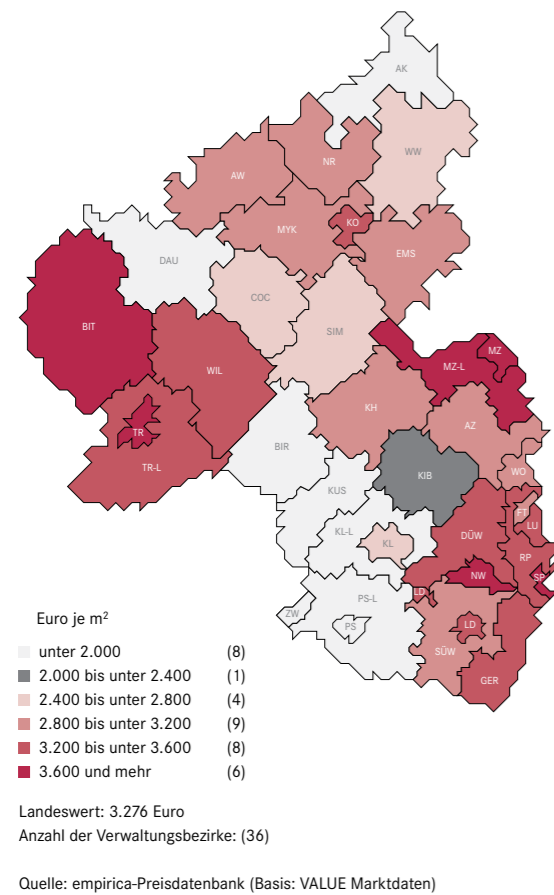 AK
WW
NR
AW
KO
MYK
EMS
DAU
COC
BIT
SIM
MZ
WIL
MZ-L
KH
AZ
TR
BIR
WO
TR-L
KIB
KUS
FT
LU
KL-L
KL
DÜW
RP
NW
SP
LD
PS-L
ZW
PS
LD
SÜW
GER
Euro je m²
unter 2.000 (8)
2.000 bis unter 2.400 (1)
2.400 bis unter 2.800 (4)
2.800 bis unter 3.200 (9)
3.200 bis unter 3.600 (8)
3.600 und mehr (6)
Landeswert: 3.276 Euro
Anzahl der Verwaltungsbezirke: (36)
Quelle: empirica-Preisdatenbank (Basis: VALUE Marktdaten)